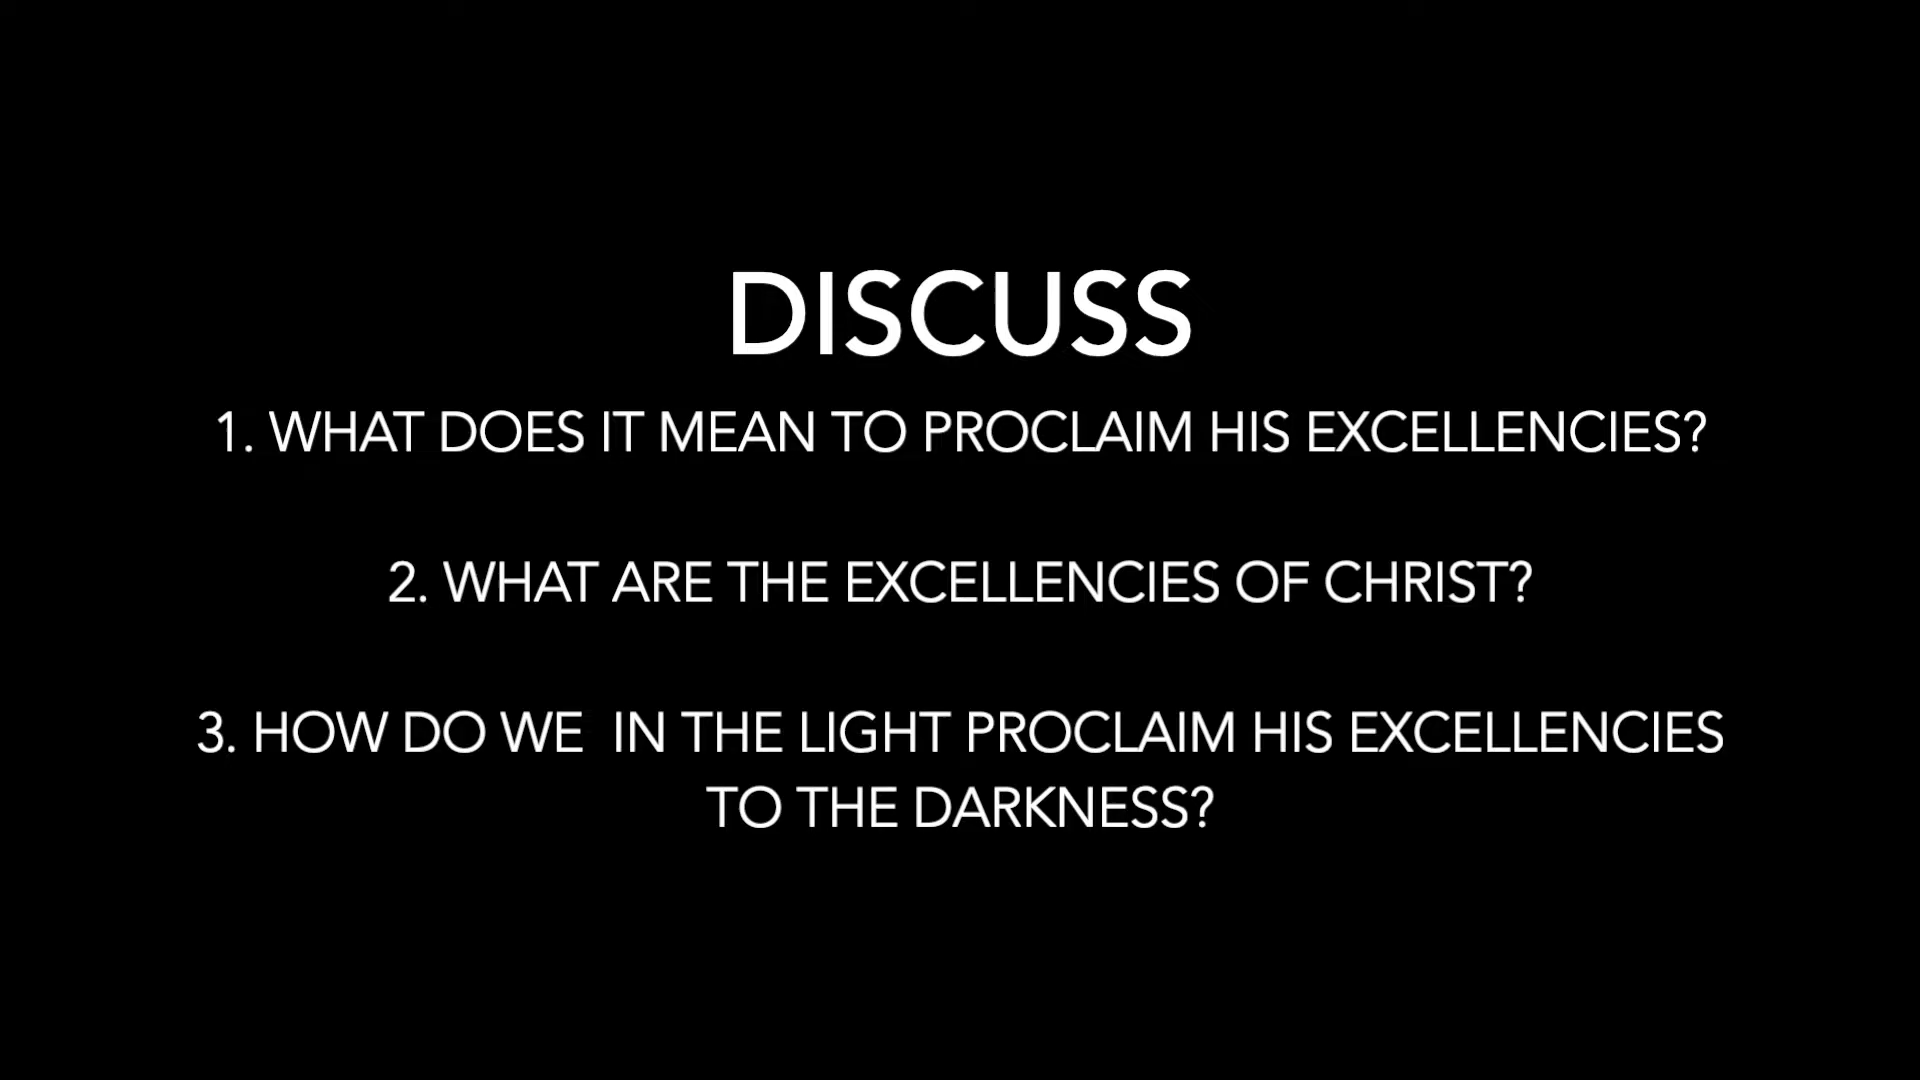 DISCUSS
1. WHAT DOES IT MEAN TO PROCLAIM HIS EXCELLENCIES?
2. WHAT ARE THE EXCELLENCIES OF CHRIST?
3. HOW DO WE  IN THE LIGHT PROCLAIM HIS EXCELLENCIES
TO THE DARKNESS?